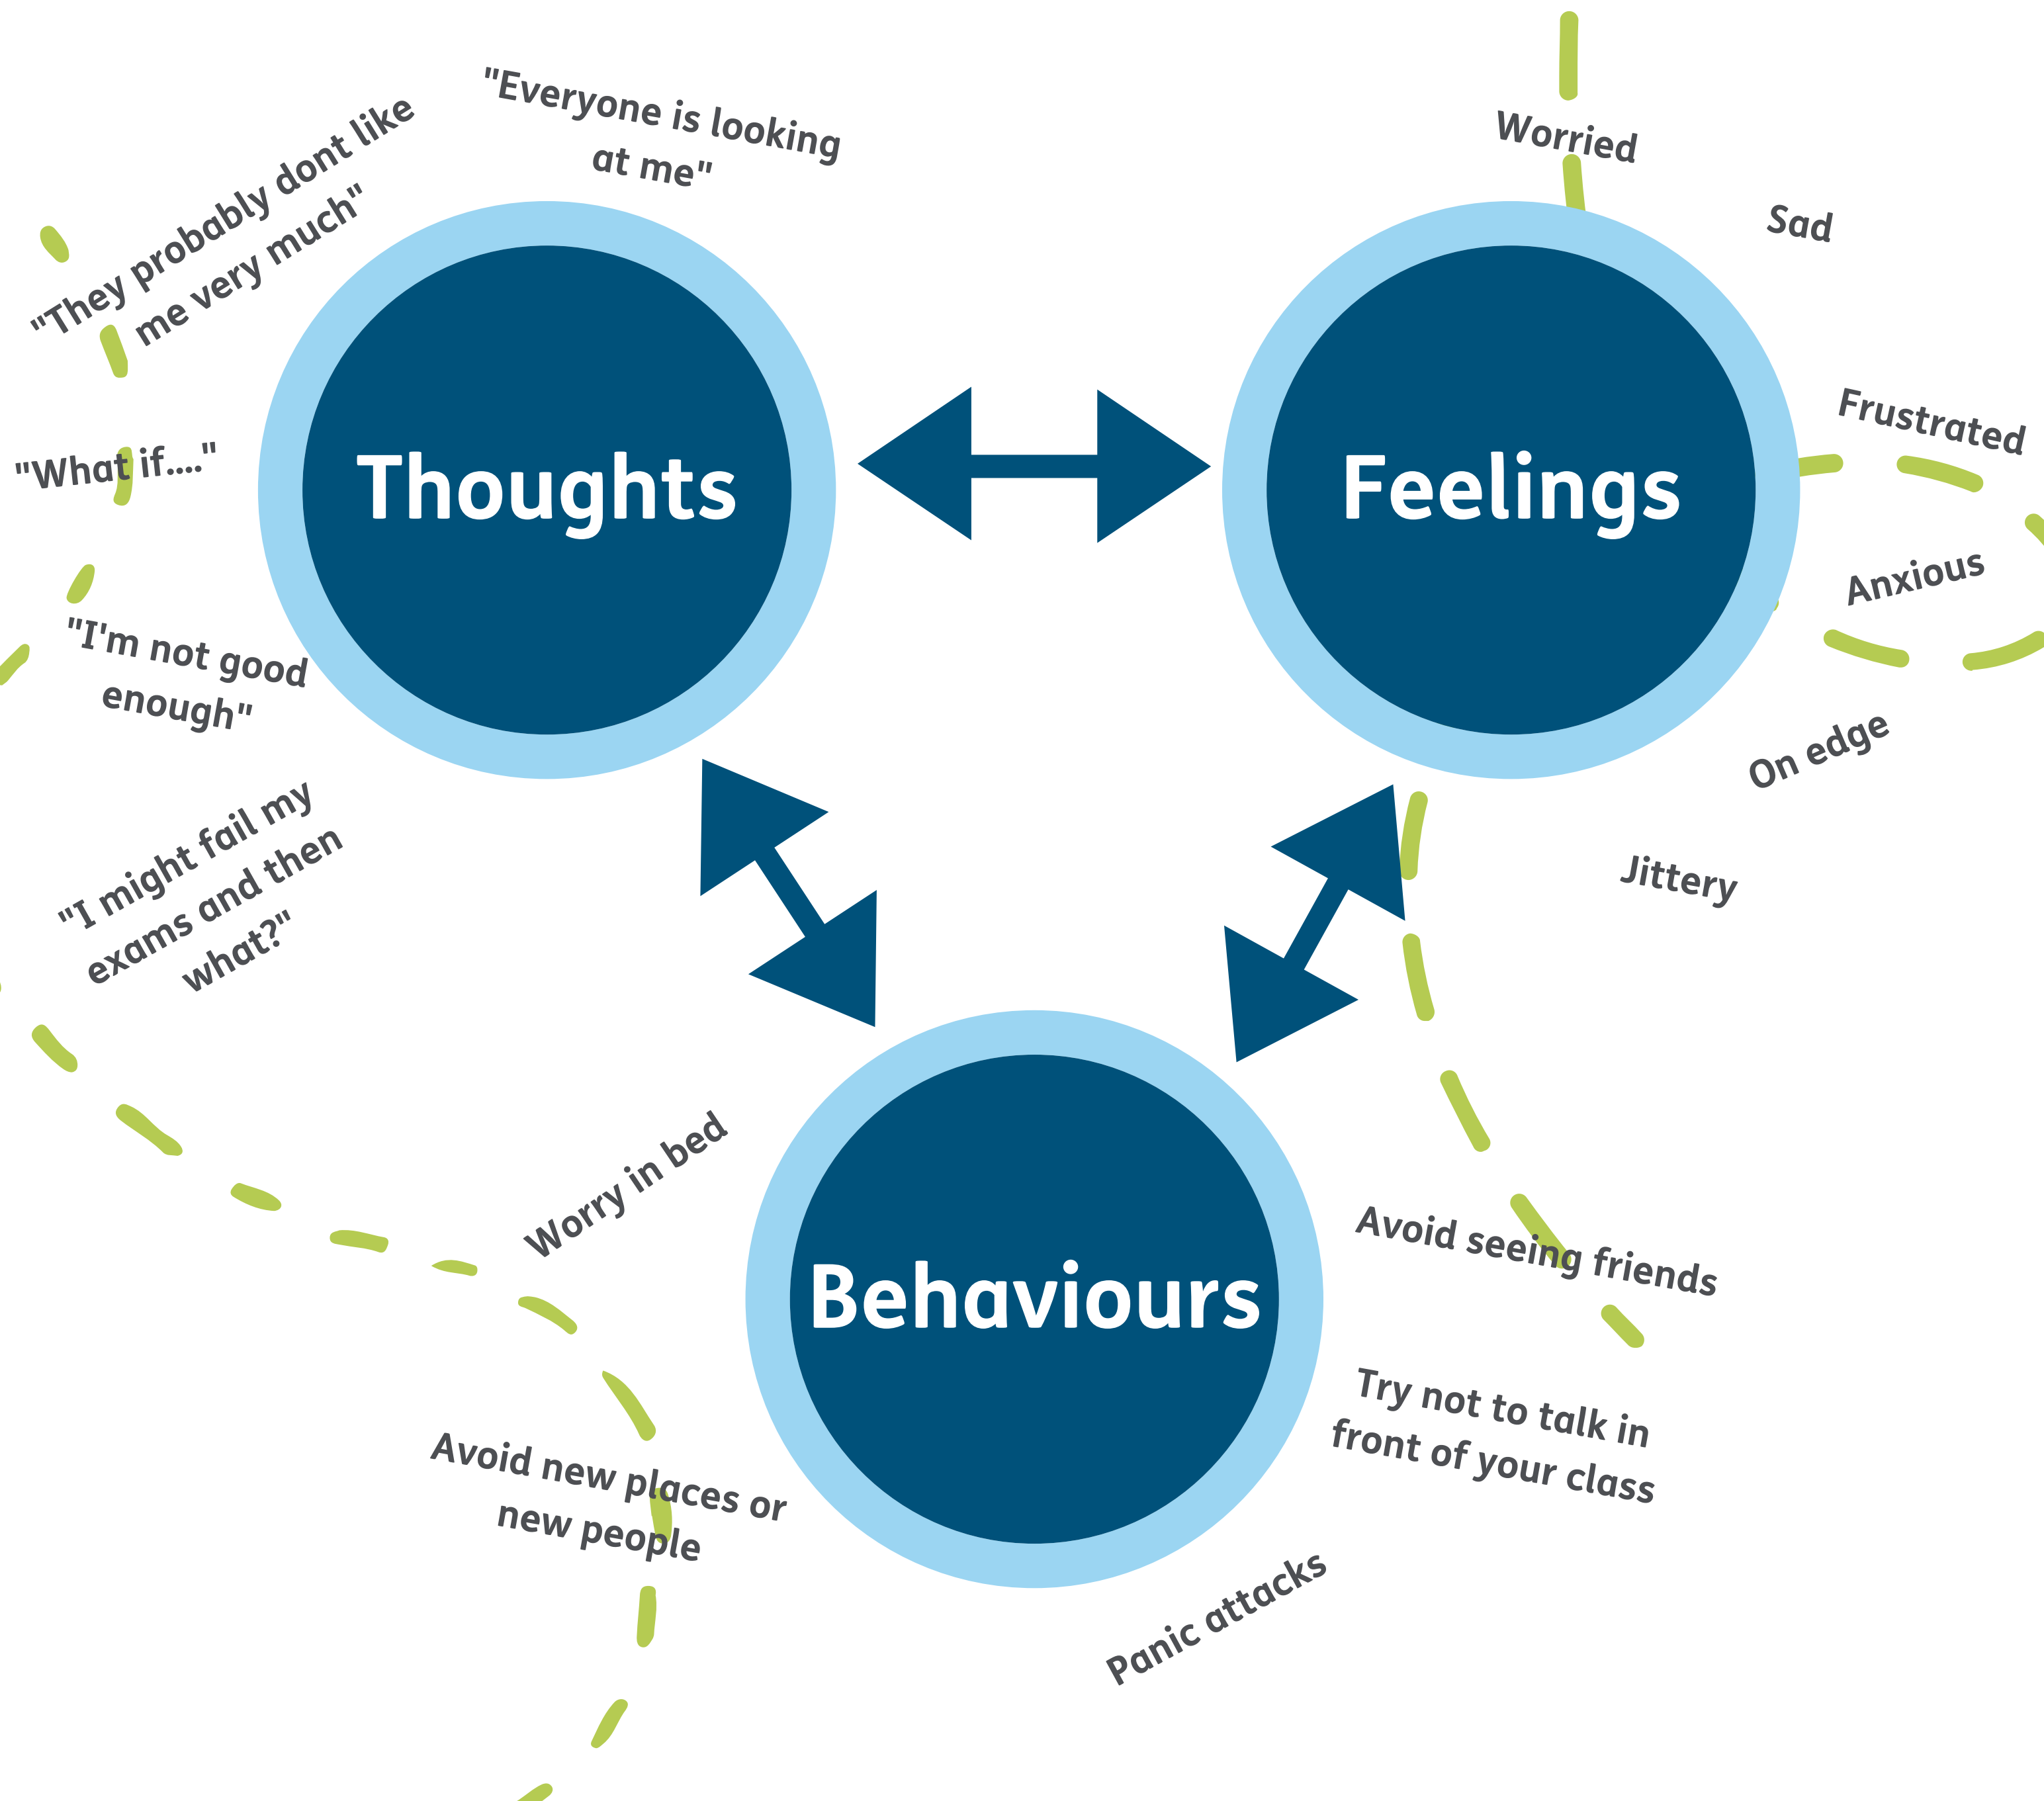 "Everyone is looking
at me"
"They probably dont like
me very much"
"What if...."
"I'm not good
enough"
"I might fail my
exams and then
what?"
Thoughts
Worried
Sad
Frustrated
Anxious
On edge
Jittery
Feelings
Worry in bed
Avoid new places or
new people
Behaviours
Avoid seeing friends
Try not to talk in
front of your class
Panic attacks